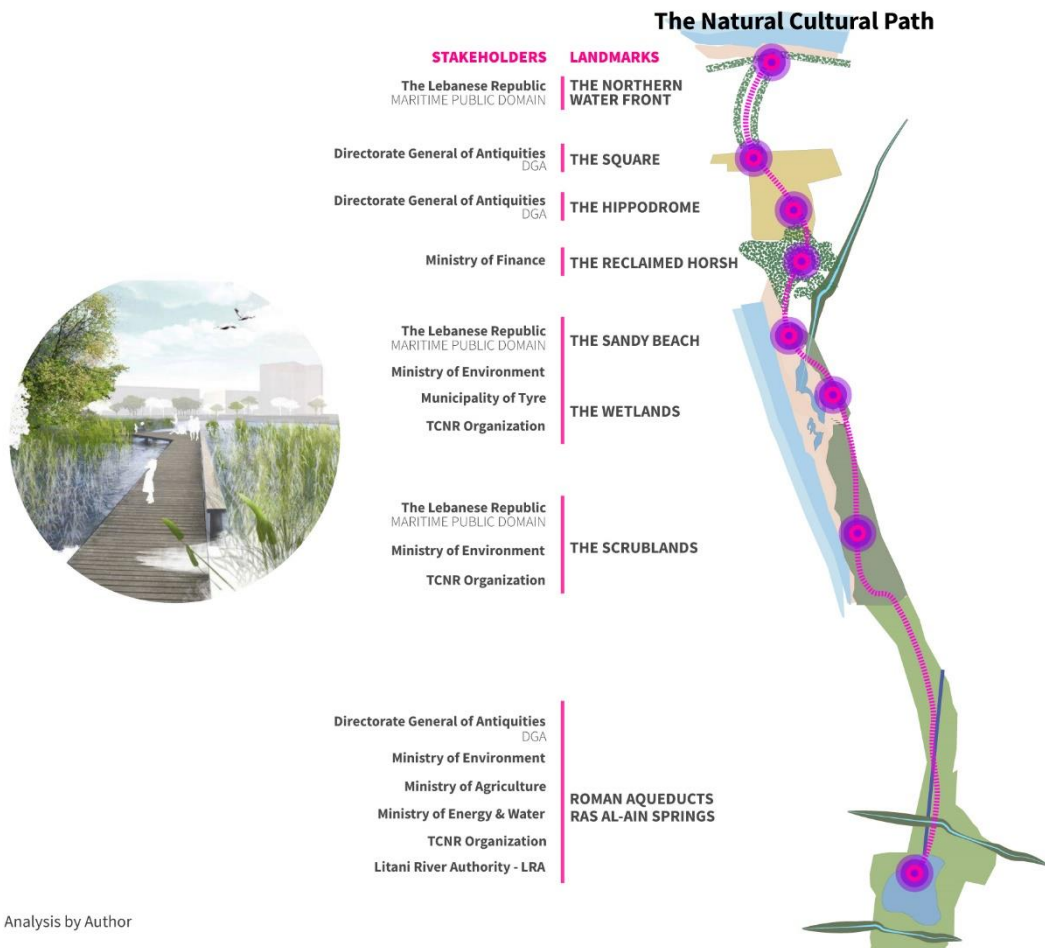 The Natural Cultural Path
STAKEHOLDERS
LANDMARKS
The Lebanese Republic
MARITIME PUBLIC DOMAIN
THE NORTHERN
WATER FRONT
Directorate General of Antiquities
DGA
THE SQUARE
Directorate General of Antiquities
DGA
THE HIPPODROME
Ministry of Finance
THE RECLAIMED HORSH
The Lebanese Republic
MARITIME PUBLIC DOMAIN
Ministry of Environment
Municipality of Tyre
TCNR Organization
THE SANDY BEACH
THE WETLANDS
The Lebanese Republic
MARITIME PUBLIC DOMAIN
Ministry of Environment
TCNR Organization
THE SCRUBLANDS
Directorate General of Antiquities
DGA
Ministry of Environment
Ministry of Agriculture
Ministry of Energy & Water
TCNR Organization
Litani River Authority - LRA
ROMAN AQUEDUCTS
RAS AL-AIN SPRINGS
Analysis by Author